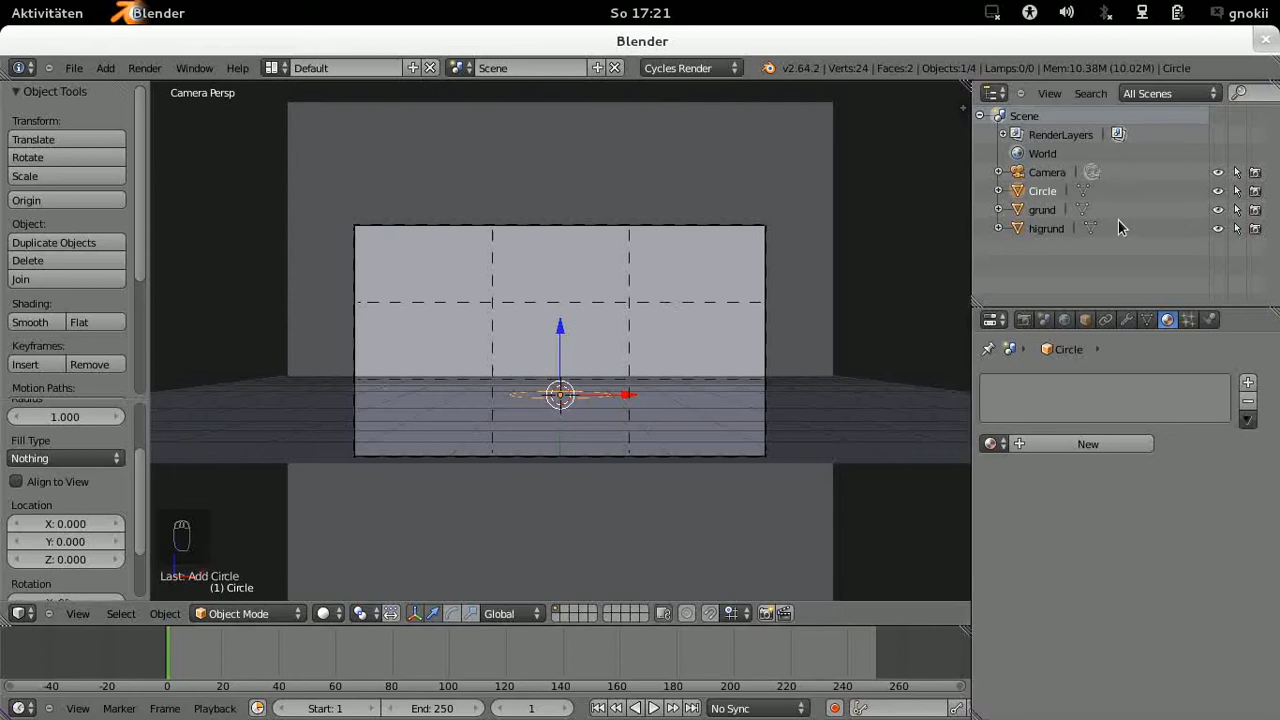 Aktivitäten Blender So 17:21 gnokii
Blender
File Add Render Window Help Default Scene Cycles Render v2.64.2 | Verts:24 | Faces:2 | Objects:1/4 | Lamps:0/0 | Mem:10.38M (10.02M) | Circle
Object Tools
Transform:
Translate
Rotate
Scale
Origin
Object:
Duplicate Objects
Delete
Join
Shading:
Smooth Flat
Keyframes:
Insert Remove
Motion Paths:
Radius
1.000
Fill Type
Nothing
Align to View
Location
X: 0.000
Y: 0.000
Z: 0.000
Rotation
Camera Persp
Last: Add Circle
(1) Circle
View Select Object Object Mode Global
-40 -20 0 20 40 60 80 100 120 140 160 180 200 220 240 260
View Marker Frame Playback Start: 1 End: 250 1 No Sync
View Search All Scenes
Scene
RenderLayers |
World
Camera |
Circle |
grund |
higrund |
Circle
New